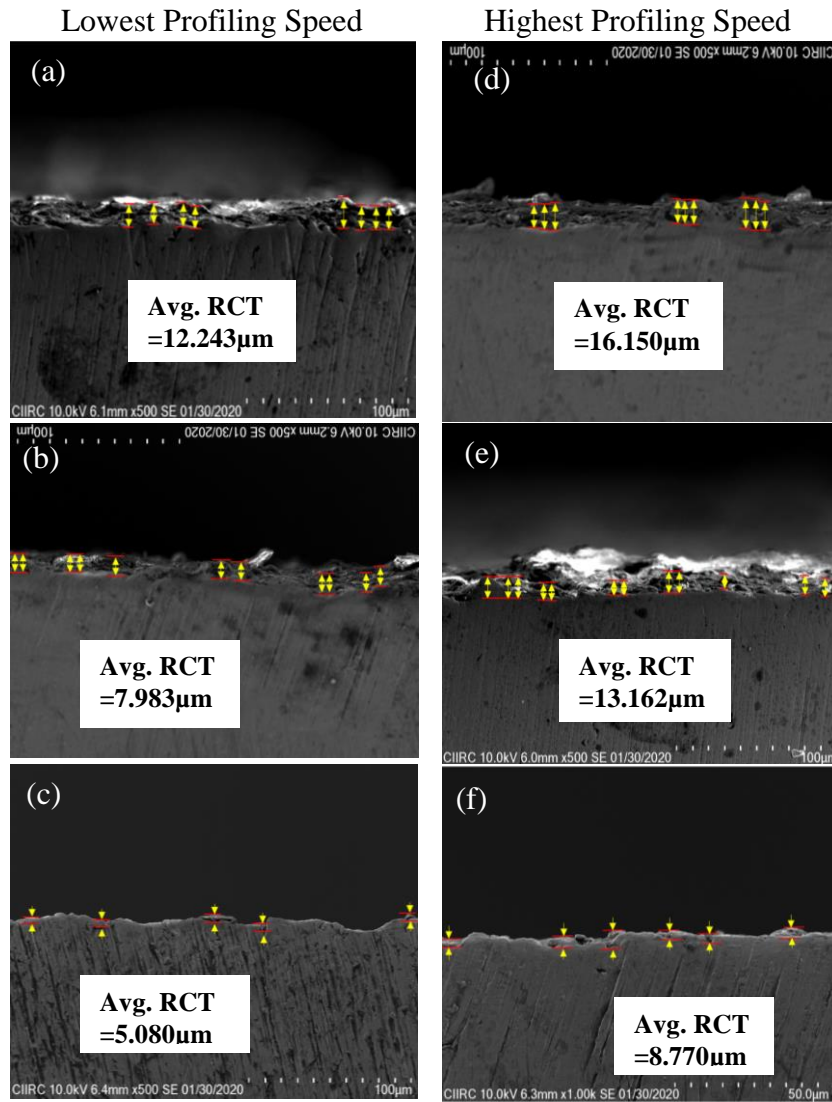 Lowest Profiling Speed
Highest Profiling Speed
(a)
Avg. RCT
=12.243µm
CIIRC 10.0kV 6.1mm x500 SE 01/30/2020
100µm
(d)
CIIRC 10.0kV 6.2mm x500 SE 01/30/2020
100µm
Avg. RCT
=16.150µm
(b)
CIIRC 10.0kV 6.2mm x500 SE 01/30/2020
100µm
Avg. RCT
=7.983µm
(e)
Avg. RCT
=13.162µm
CIIRC 10.0kV 6.0mm x500 SE 01/30/2020
100µm
(c)
Avg. RCT
=5.080µm
CIIRC 10.0kV 6.4mm x500 SE 01/30/2020
100µm
(f)
Avg. RCT
=8.770µm
CIIRC 10.0kV 6.3mm x1.00k SE 01/30/2020
50.0µm